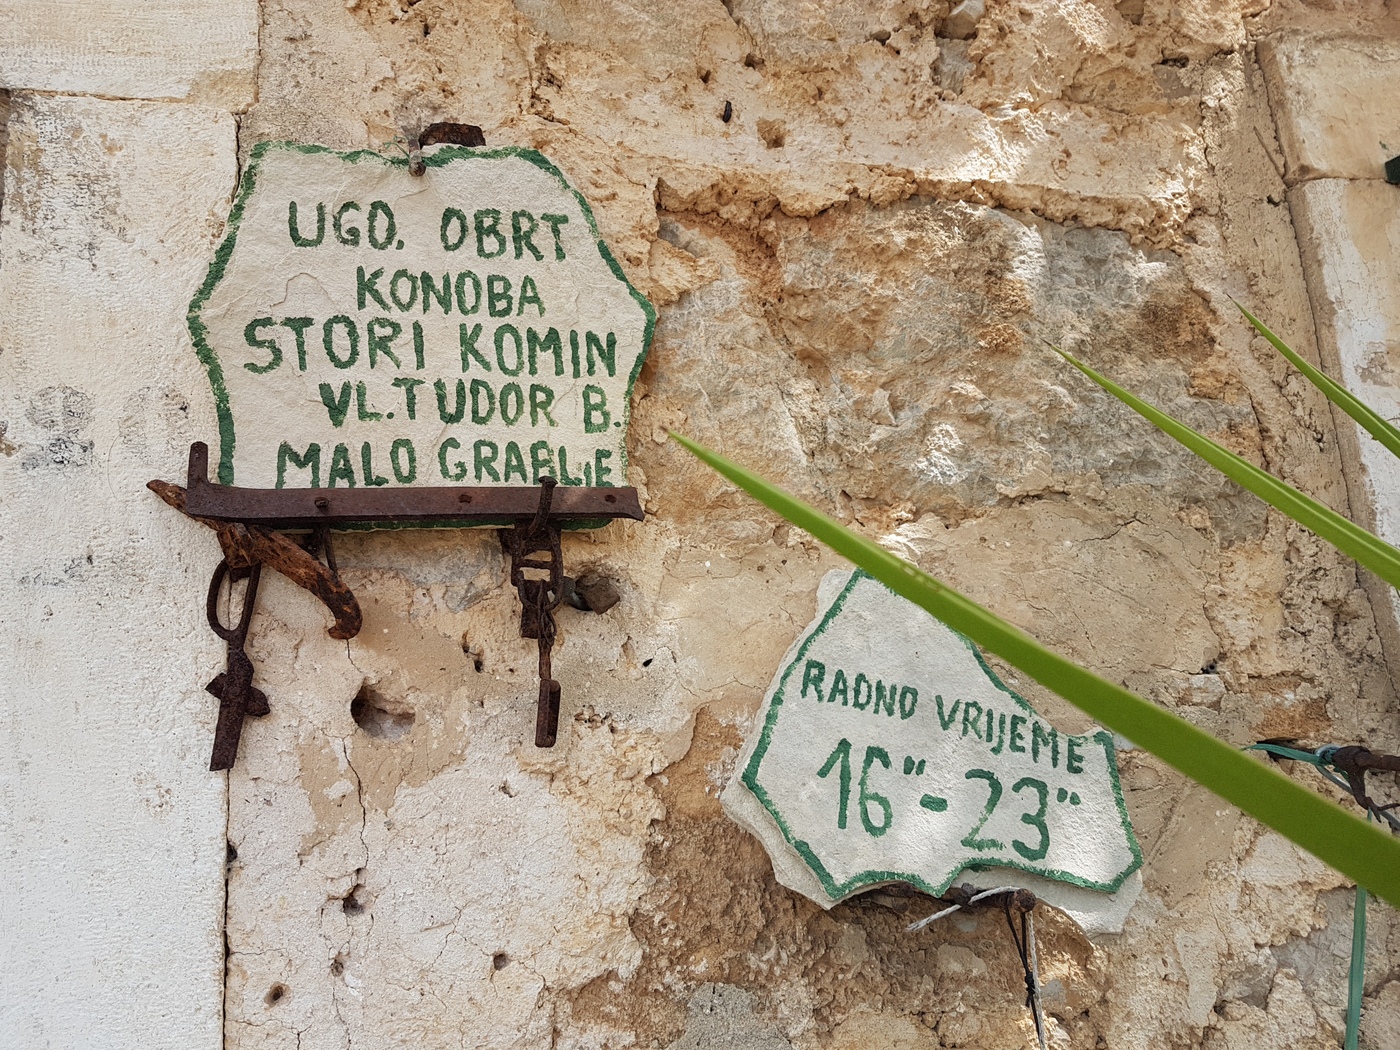 UGO. OBRT
KONOBA
STORI KOMIN
VL.TUDOR B.
MALO GRABLJE
RADNO VRIJEME
16"-23"